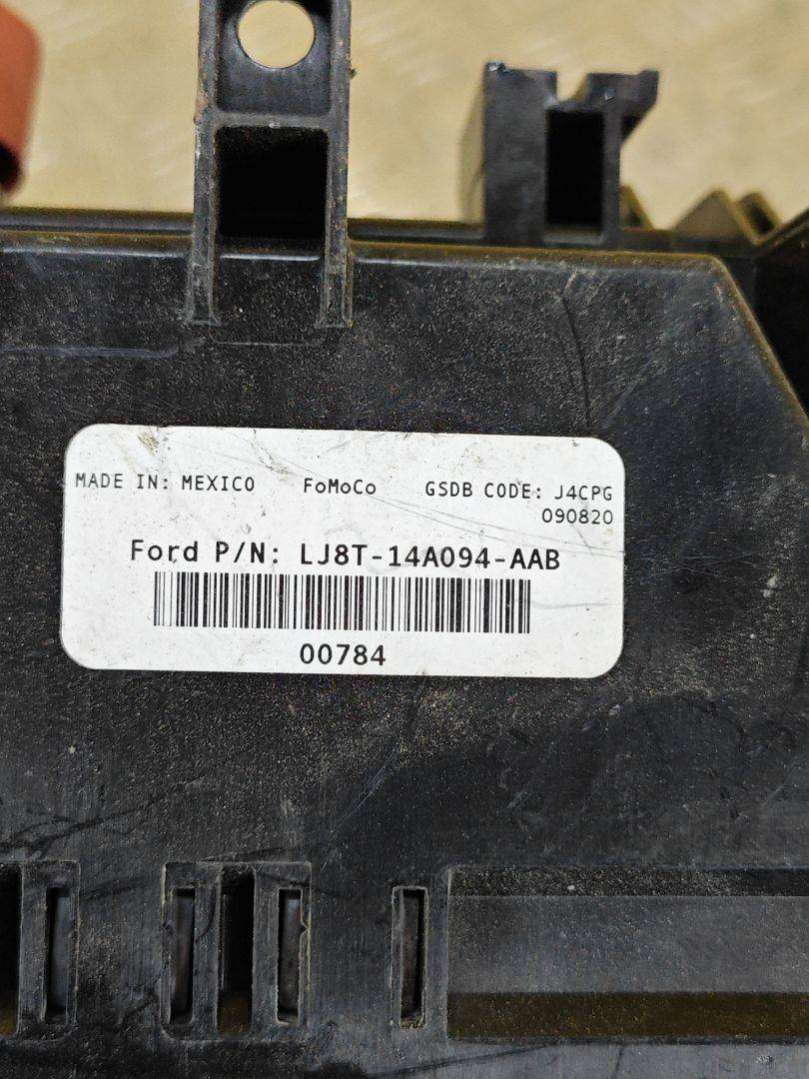 MADE IN: MEXICO FoMoCo GSDB CODE: J4CPG
090820
Ford P/N: LJ8T-14A094-AAB
00784